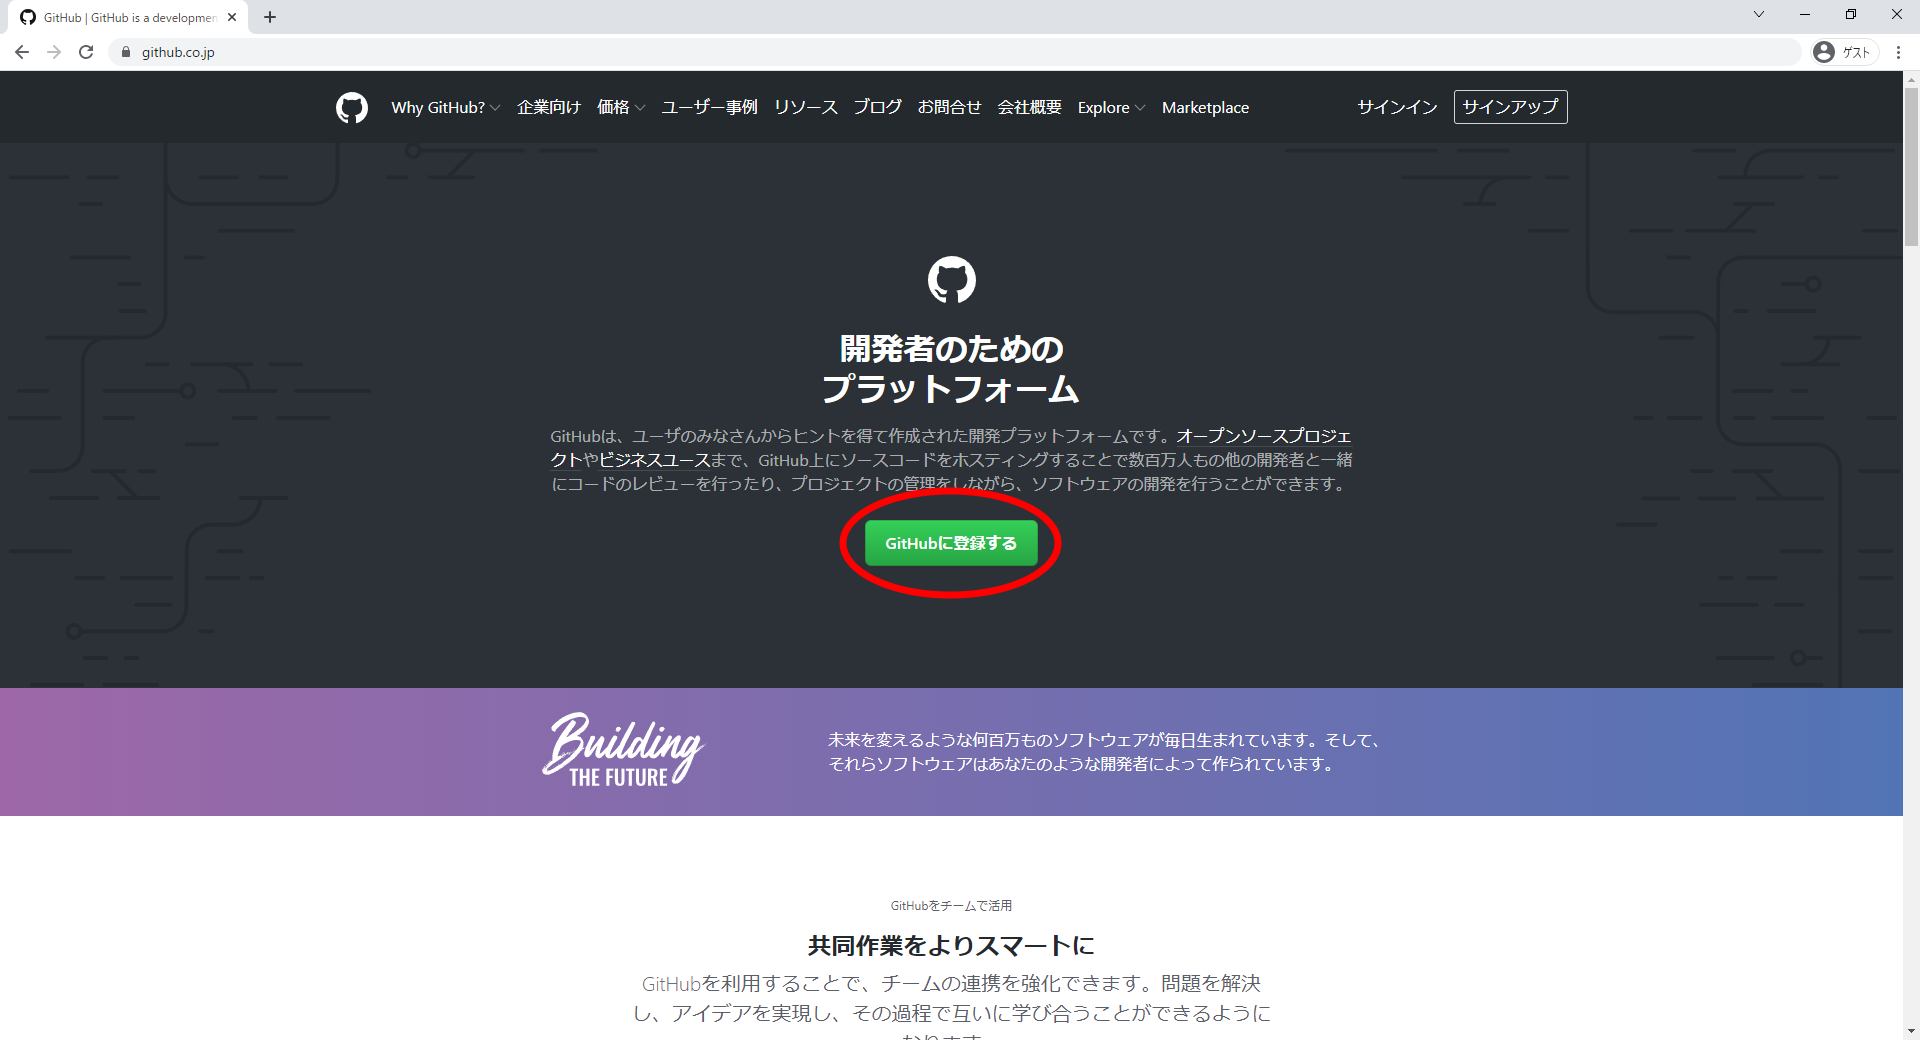 GitHub | GitHub is a developmen
github.co.jp
ゲスト
Why GitHub? 企業向け 価格 ユーザー事例 リソース ブログ お問合せ 会社概要 Explore Marketplace サインイン サインアップ
開発者のための
プラットフォーム
GitHubは、ユーザのみなさんからヒントを得て作成された開発プラットフォームです。オープンソースプロジェ
クトやビジネスユースまで、GitHub上にソースコードをホスティングすることで数百万人もの他の開発者と一緒
にコードのレビューを行ったり、プロジェクトの管理をしながら、ソフトウェアの開発を行うことができます。
GitHubに登録する
Building
THE FUTURE
未来を変えるような何百万ものソフトウェアが毎日生まれています。そして、
それらソフトウェアはあなたのような開発者によって作られています。
GitHubをチームで活用
共同作業をよりスマートに
GitHubを利用することで、チームの連携を強化できます。問題を解決
し、アイデアを実現し、その過程で互いに学び合うことができるように
なります。